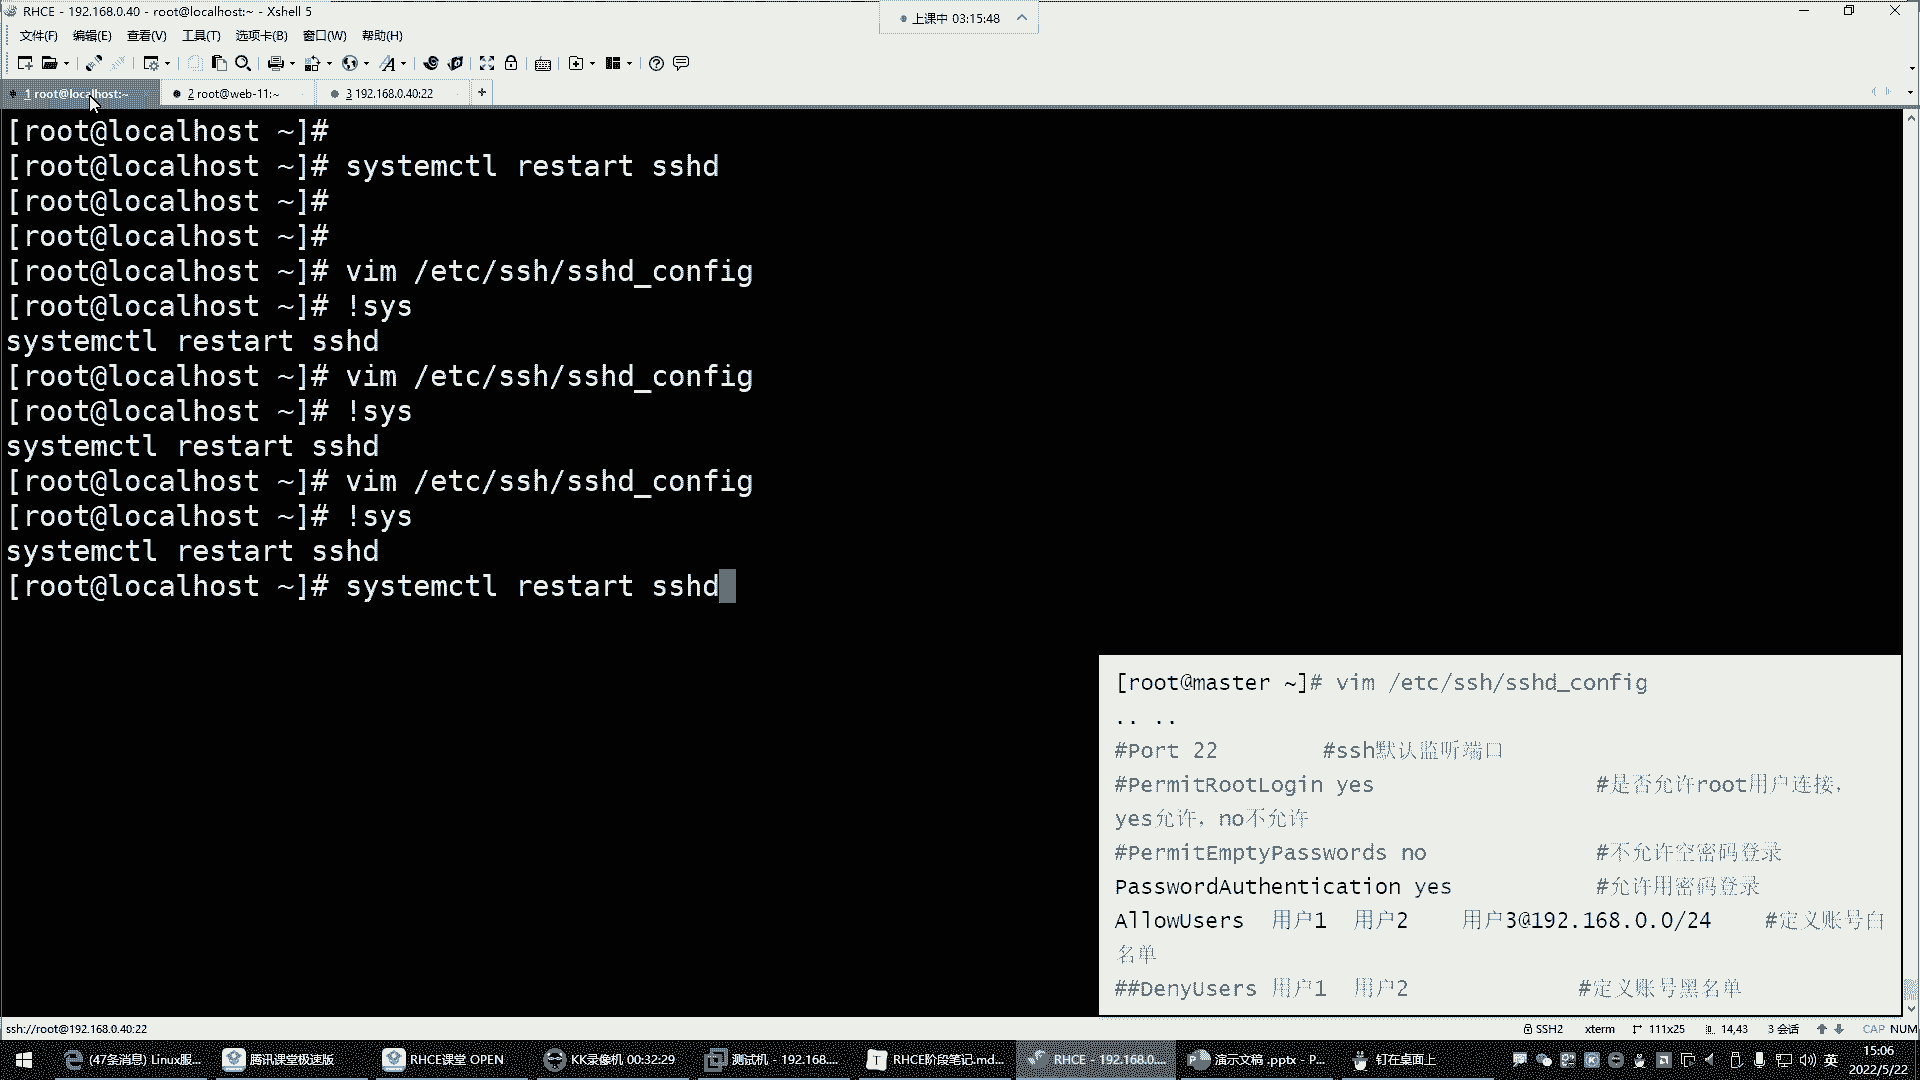 RHCE - 192.168.0.40 - root@localhost:~ - Xshell 5
上课中 03:15:48
文件(F) 编辑(E) 查看(V) 工具(T) 选项卡(B) 窗口(W) 帮助(H)
1 root@localhost:~
2 root@web-11:~
3 192.168.0.40:22
[root@localhost ~]#
[root@localhost ~]# systemctl restart sshd
[root@localhost ~]#
[root@localhost ~]#
[root@localhost ~]# vim /etc/ssh/sshd_config
[root@localhost ~]# !sys
systemctl restart sshd
[root@localhost ~]# vim /etc/ssh/sshd_config
[root@localhost ~]# !sys
systemctl restart sshd
[root@localhost ~]# vim /etc/ssh/sshd_config
[root@localhost ~]# !sys
systemctl restart sshd
[root@localhost ~]# systemctl restart sshd
[root@master ~]# vim /etc/ssh/sshd_config
.. ..
#Port 22 #ssh默认监听端口
#PermitRootLogin yes #是否允许root用户连接，
yes允许，no不允许
#PermitEmptyPasswords no #不允许空密码登录
PasswordAuthentication yes #允许用密码登录
AllowUsers 用户1 用户2 用户3@192.168.0.0/24 #定义账号白
名单
##DenyUsers 用户1 用户2 #定义账号黑名单
ssh://root@192.168.0.40:22
SSH2 xterm 111x25 14,43 3 会话 CAP NUM
(47条消息) Linux服...
腾讯课堂极速版
RHCE课堂 OPEN
KK录像机 00:32:29
测试机 - 192.168....
RHCE阶段笔记.md...
RHCE - 192.168.0....
演示文稿 .pptx - P...
钉在桌面上
英
15:06
2022/5/22